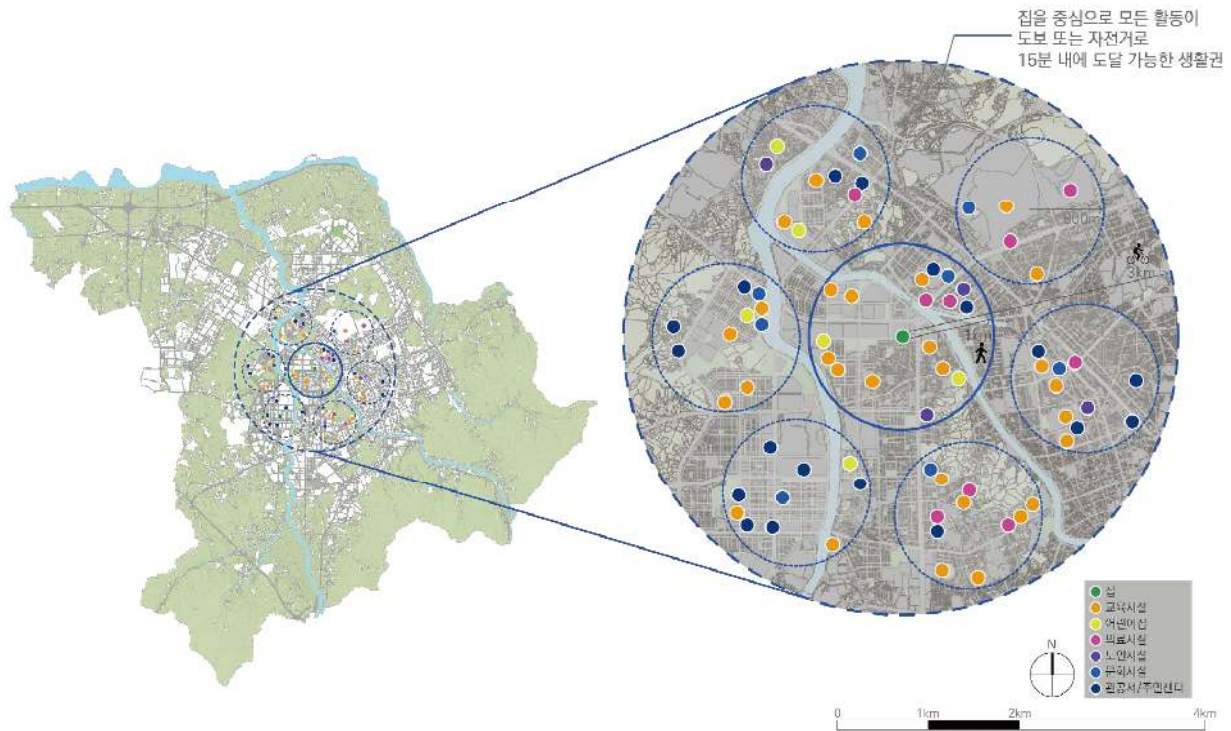 집을 중심으로 모든 활동이
도보 또는 자전거로
15분 내에 도달 가능한 생활권
800m
3km
1km
집
교육시설
어린이집
의료시설
노인시설
문화시설
관공서/주민센터
N
0 1km 2km 4km